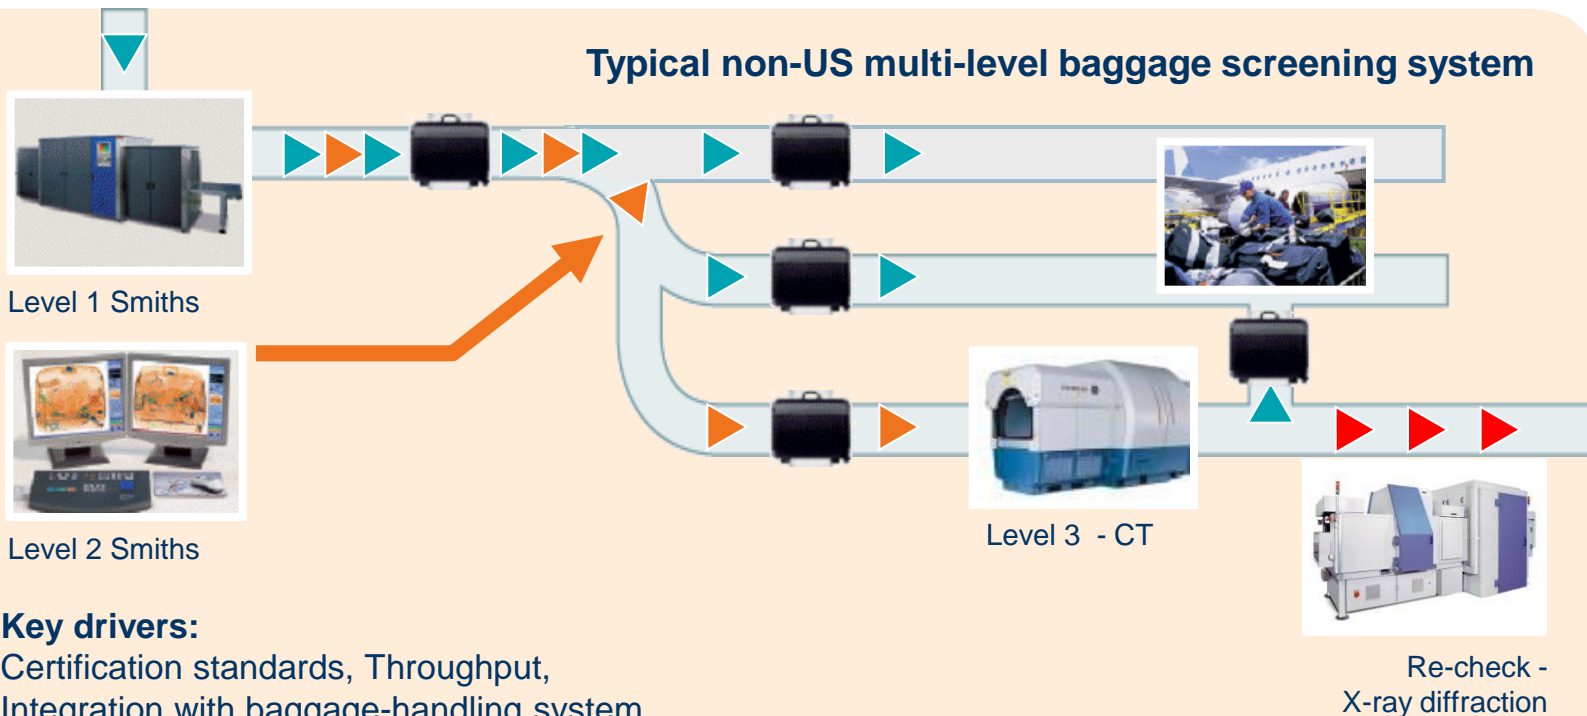 Typical non-US multi-level baggage screening system
Level 1 Smiths
Level 2 Smiths
Level 3 - CT
Key drivers:
Certification standards, Throughput,
Integration with baggage-handling system
Re-check -
X-ray diffraction